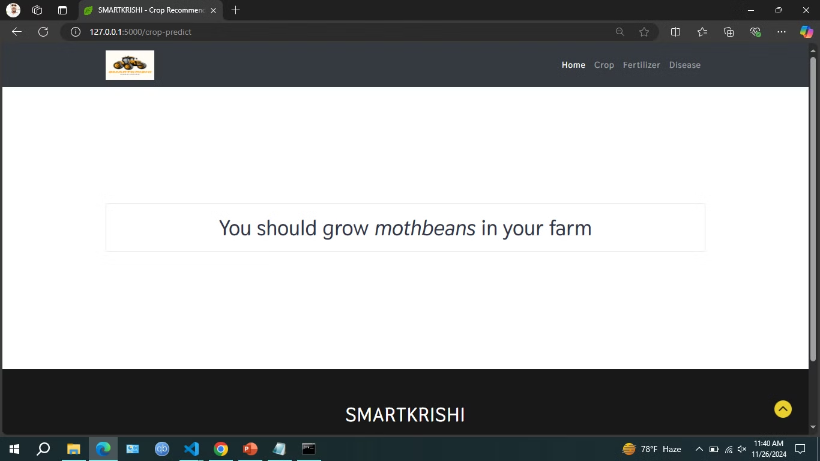 SMARTKRISHI - Crop Recommend
127.0.0.1:5000/crop-predict
Home Crop Fertilizer Disease
You should grow mothbeans in your farm
SMARTKRISHI
78°F Haze
11:40 AM
11/26/2024